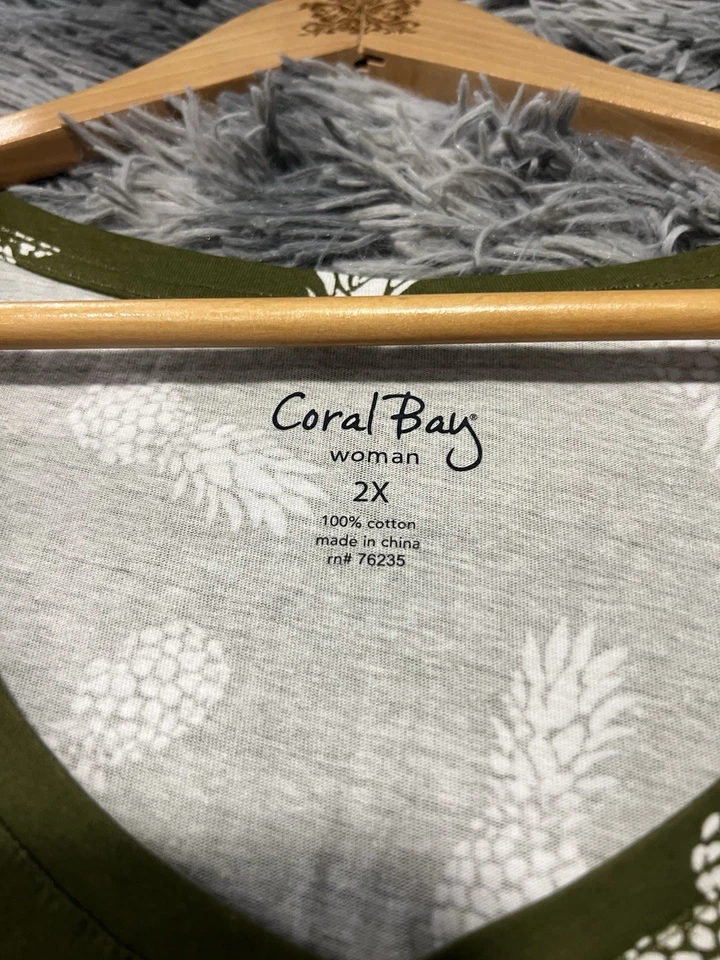 Coral Bay®
woman
2X
100% cotton
made in china
rn# 76235